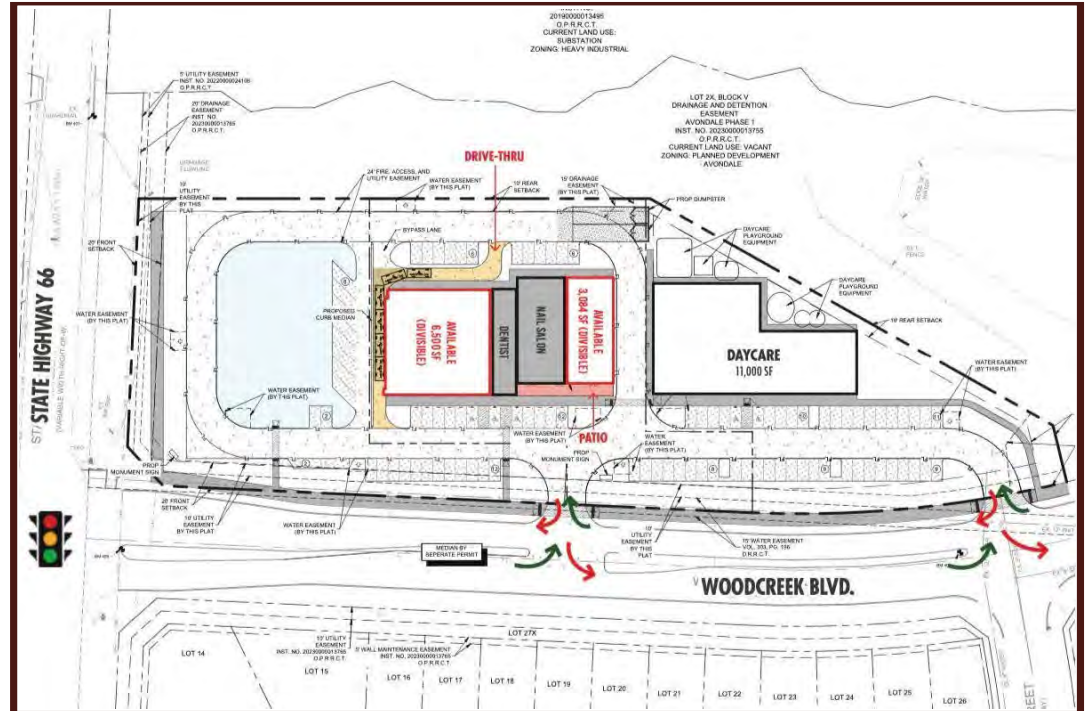 20190000013495
O.P.R.R.C.T.
CURRENT LAND USE:
SUBSTATION
ZONING: HEAVY INDUSTRIAL
5' UTILITY EASEMENT
O.P.R.R.C.T.
20' DRAINAGE
EASEMENT
INST. NO.
20230000013755
O.P.R.R.C.T.
LOT 2X, BLOCK V
DRAINAGE AND DETENTION
EASEMENT
AVONDALE PHASE 1
INST. NO. 20230000013755
O.P.R.R.C.T.
CURRENT LAND USE: VACANT
ZONING: PLANNED DEVELOPMENT
AVONDALE
DRIVE-THRU
24' FIRE, ACCESS, AND
UTILITY EASEMENT
WATER EASEMENT
(BY THIS PLAT)
10' REAR
SETBACK
15' DRAINAGE
EASEMENT
(BY THIS PLAT)
PROP DUMPSTER
10'
UTILITY
EASEMENT
BY THIS
PLAT
BYPASS LANE
DAYCARE
PLAYGROUND
EQUIPMENT
20' FRONT
SETBACK
DAYCARE
PLAYGROUND
EQUIPMENT
STATE HIGHWAY 66
WATER EASEMENT
(BY THIS PLAT)
PROPOSED
CURB MEDIAN
AVAILABLE
6,500 SF
(DIVISIBLE)
DENTIST
NAIL SALON
AVAILABLE
3,084 SF (DIVISIBLE)
DAYCARE
11,000 SF
10' REAR SETBACK
WATER EASEMENT
(BY THIS PLAT)
WATER EASEMENT
(BY THIS PLAT)
WATER EASEMENT
(BY THIS PLAT)
PATIO
WATER
EASEMENT
(BY THIS PLAT)
PROP
MONUMENT SIGN
PROP
MONUMENT SIGN
FRONT
SETBACK
10' UTILITY
EASEMENT
BY THIS PLAT
WATER EASEMENT
(BY THIS PLAT)
10'
UTILITY
EASEMENT
BY THIS
PLAT
15' WATER EASEMENT
D.R.R.C.T.
MEDIAN BY
SEPERATE PERMIT
WOODCREEK BLVD.
10' UTILITY
EASEMENT
INST. NO. 20230000013755
O.P.R.R.C.T.
LOT 27X
5' WALL MAINTENANCE EASEMENT
INST. NO. 20230000013755
O.P.R.R.C.T.
LOT 14
LOT 15
LOT 16
LOT 17
LOT 18
LOT 19
LOT 20
LOT 21
LOT 22
LOT 23
LOT 24
LOT 25
LOT 26